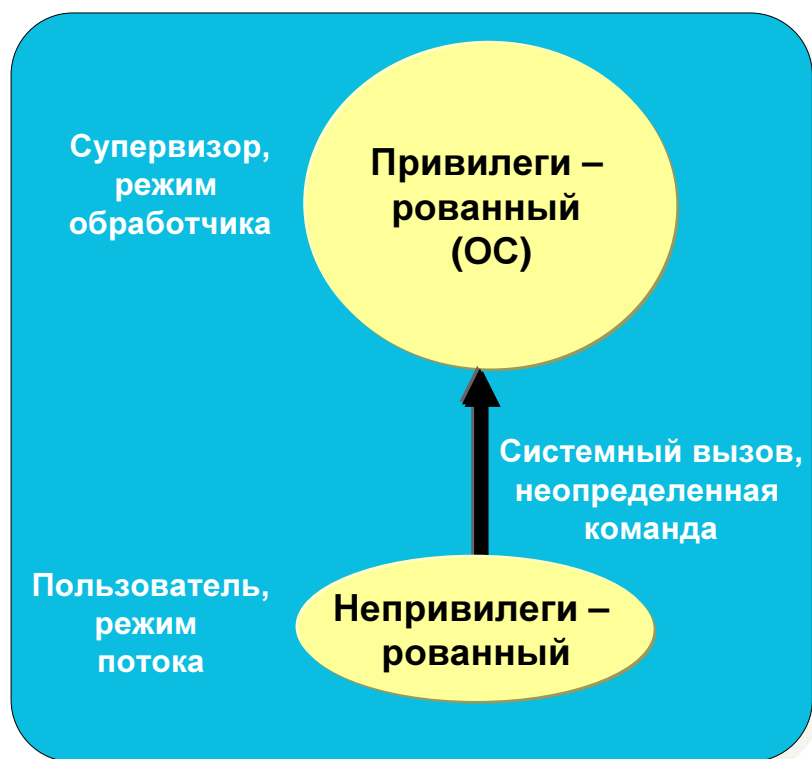 Супервизор,
режим
обработчика
Привилеги –
рованный
(ОС)
Системный вызов,
неопределенная
команда
Пользователь,
режим
потока
Непривилеги –
рованный